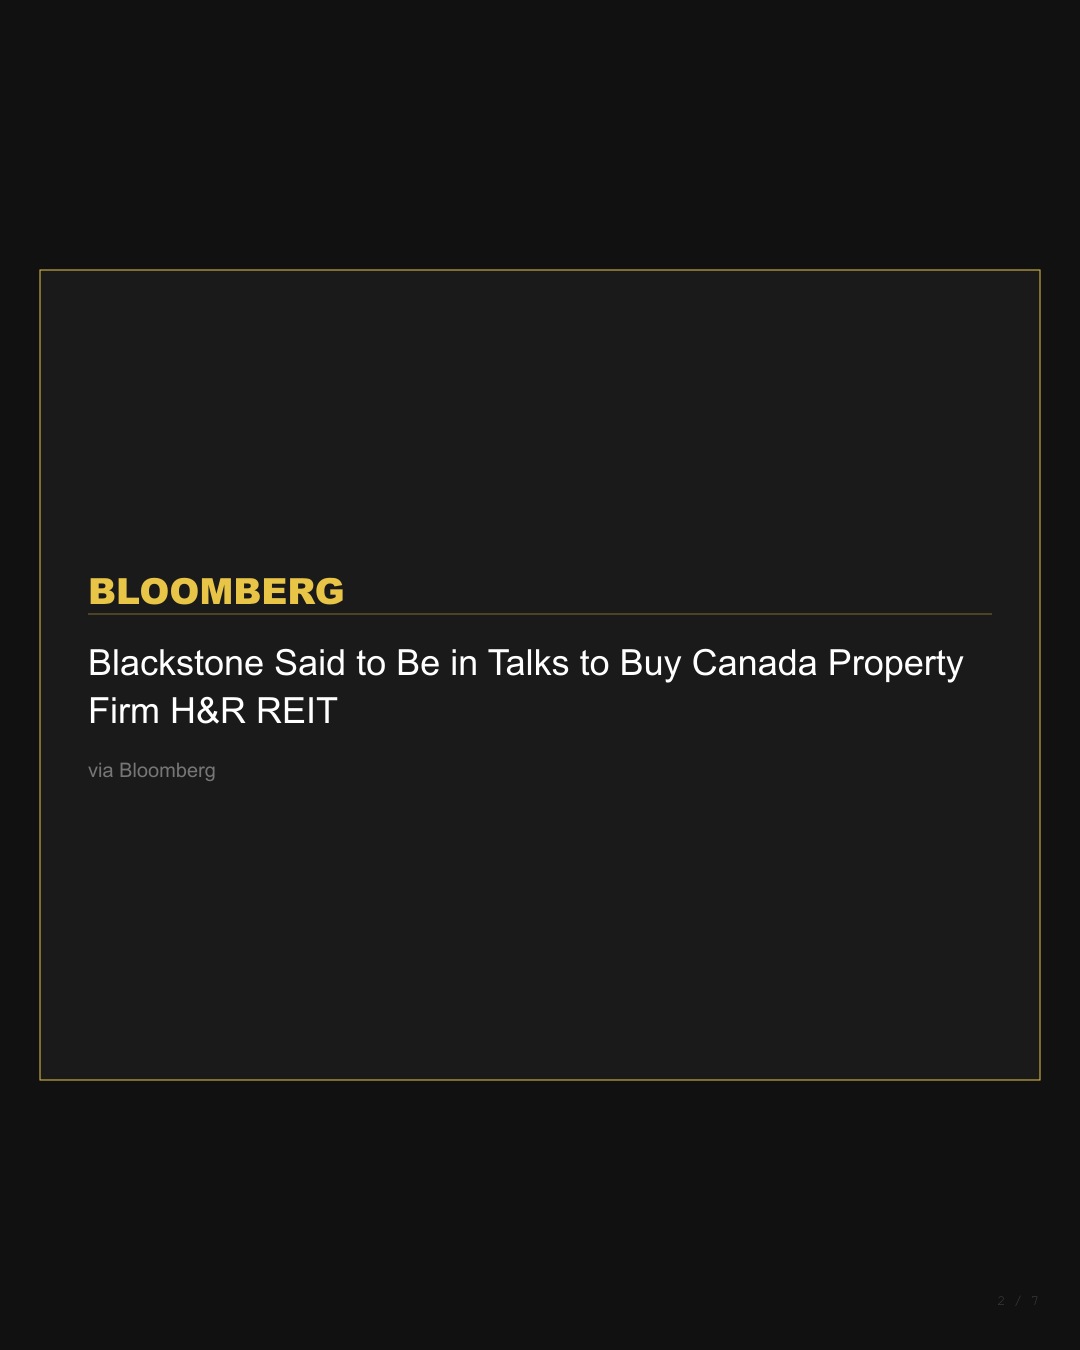 BLOOMBERG
Blackstone Said to Be in Talks to Buy Canada Property
Firm H&R REIT
via Bloomberg
2 / 7